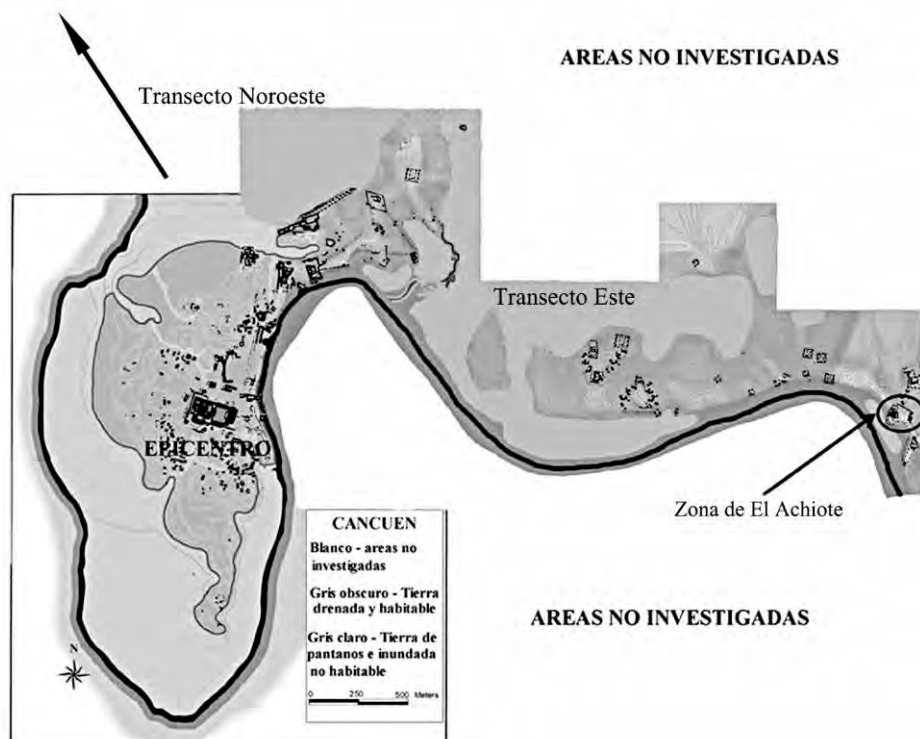 AREAS NO INVESTIGADAS
Transecto Noroeste
Transecto Este
EPICENTRO
Zona de El Achiote
CANCUEN
Blanco - areas no
investigadas
Gris obscuro - Tierra
drenada y habitable
Gris claro - Tierra de
pantanos e inundada
no habitable
0 250 500 Meters
AREAS NO INVESTIGADAS
N